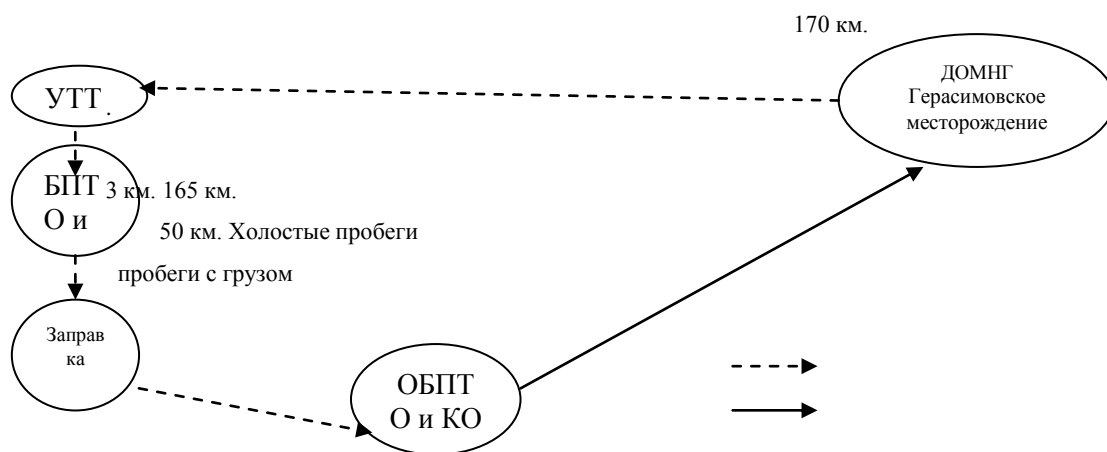 170 км.
ДОМНГ
Герасимовское
месторождение
УТТ
.
БПТ
О и
3 км. 165 км.
50 км. Холостые пробеги
пробеги с грузом
Заправ
ка
ОБПТ
О и КО